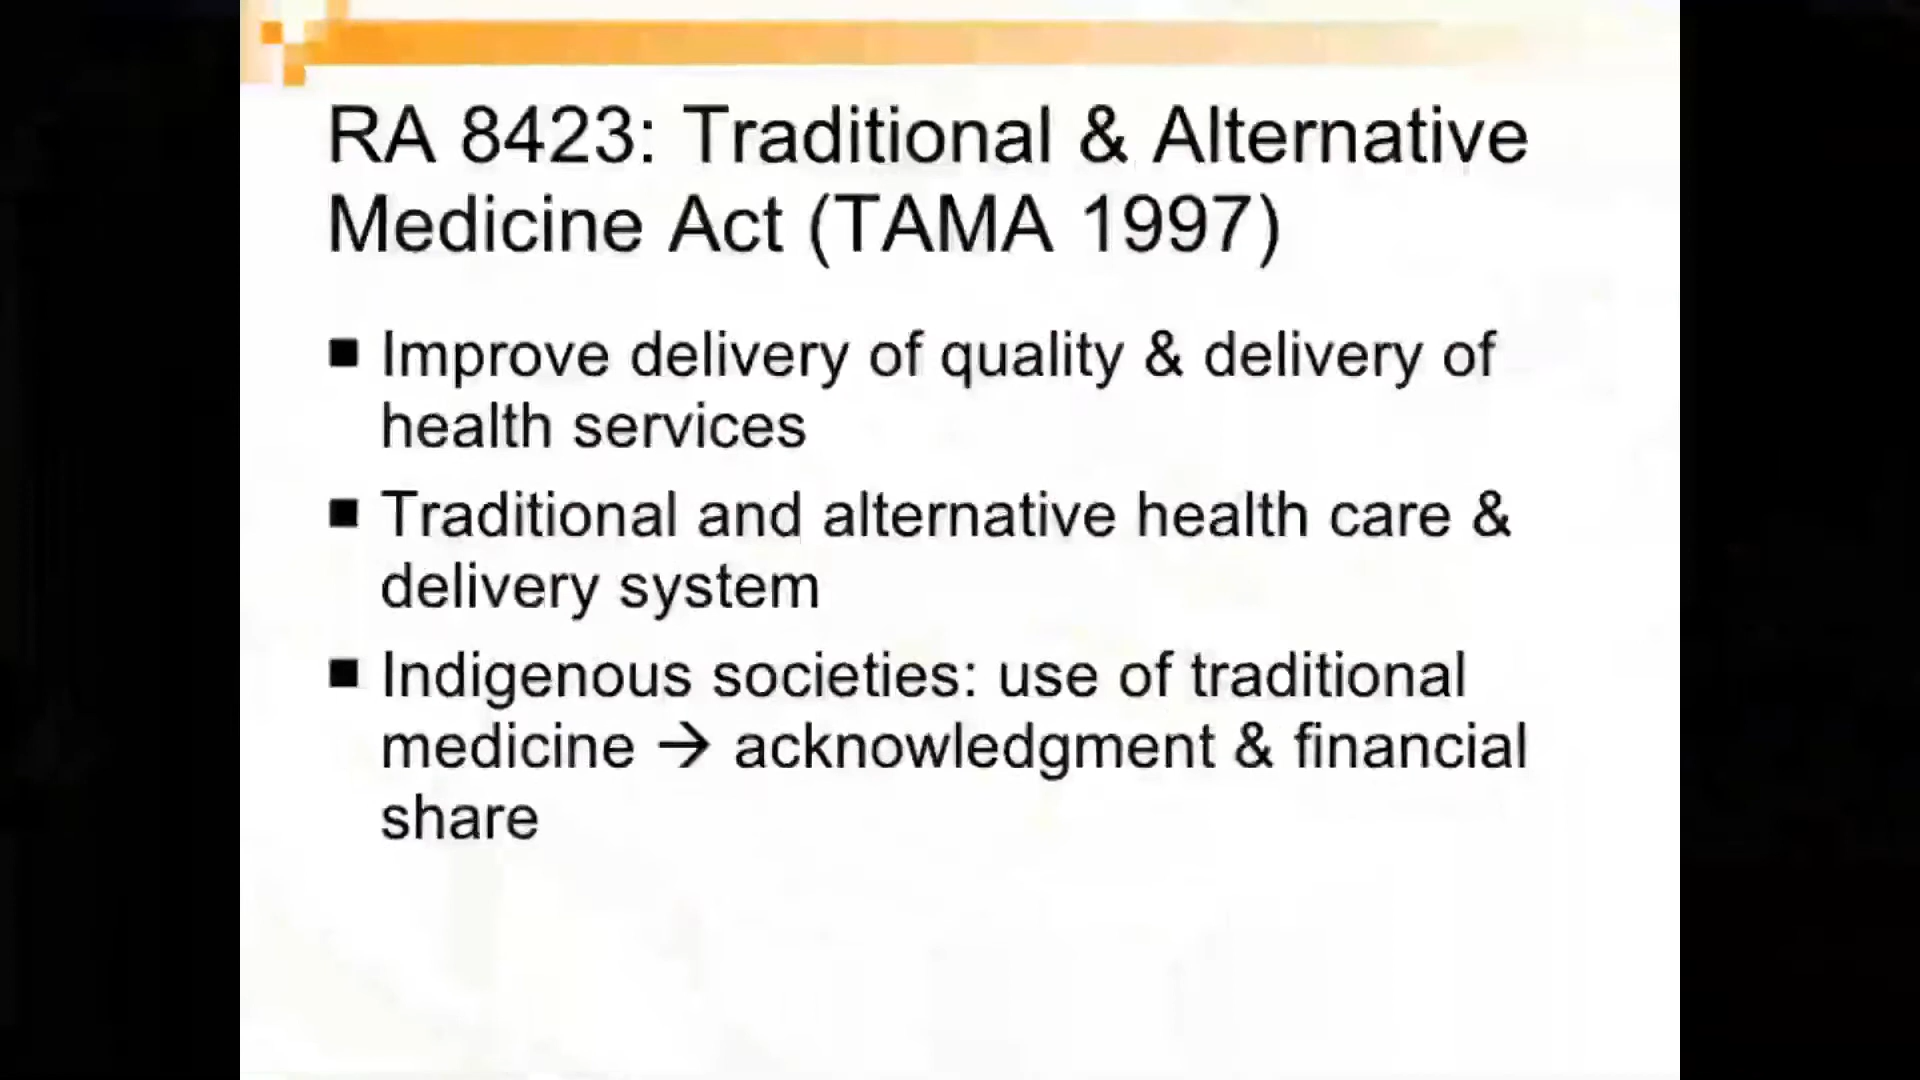 RA 8423: Traditional & Alternative
Medicine Act (TAMA 1997)
■ Improve delivery of quality & delivery of
health services
■ Traditional and alternative health care &
delivery system
■ Indigenous societies: use of traditional
medicine → acknowledgment & financial
share